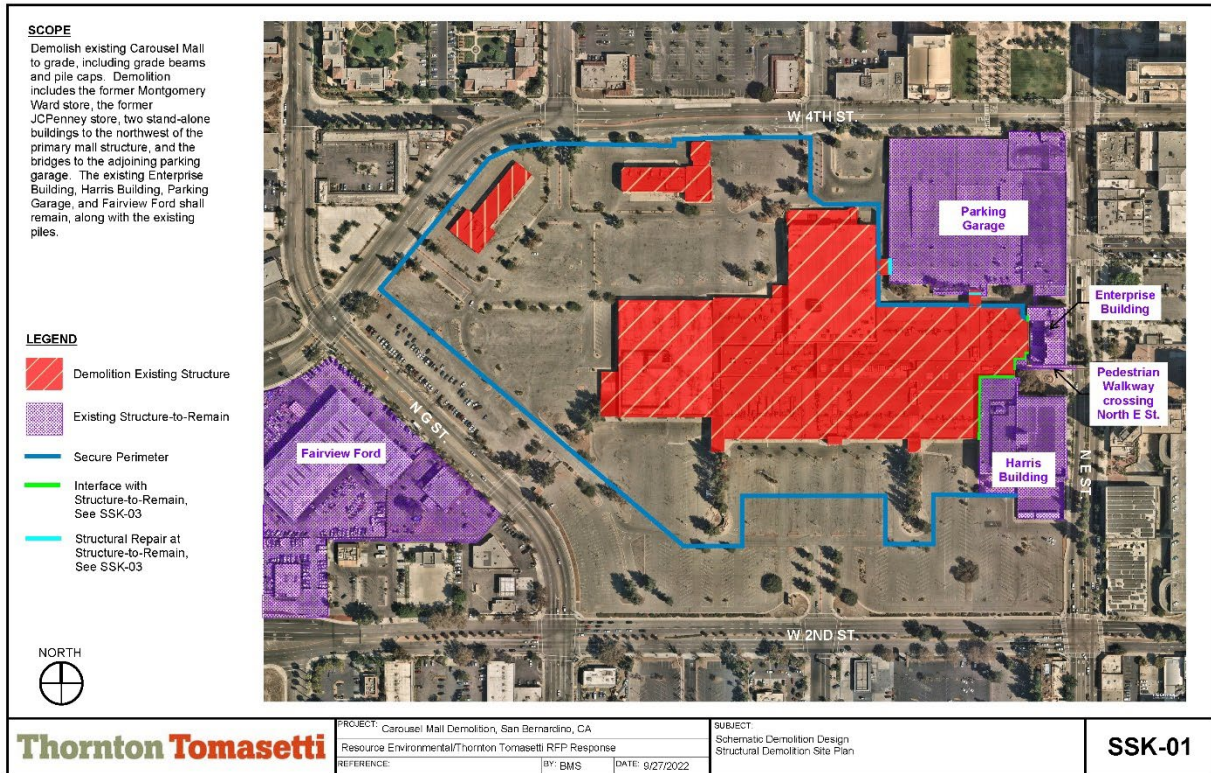 SCOPE
Demolish existing Carousel Mall
to grade, including grade beams
and pile caps. Demolition
includes the former Montgomery
Ward store, the former
JCPenney store, two stand-alone
buildings to the northwest of the
primary mall structure, and the
bridges to the adjoining parking
garage. The existing Enterprise
Building, Harris Building, Parking
Garage, and Fairview Ford shall
remain, along with the existing
piles.
LEGEND
Demolition Existing Structure
Existing Structure-to-Remain
Secure Perimeter
Interface with
Structure-to-Remain,
See SSK-03
Structural Repair at
Structure-to-Remain,
See SSK-03
NORTH
W 4TH ST.
Parking
Garage
Enterprise
Building
Pedestrian
Walkway
crossing
North E St.
N G ST.
Fairview Ford
Harris
Building
N E ST.
W 2ND ST.
Thornton Tomasetti
PROJECT: Carousel Mall Demolition, San Bernardino, CA
Resource Environmental/Thornton Tomasetti RFP Response
REFERENCE: BY: BMS DATE: 9/27/2022
SUBJECT:
Schematic Demolition Design
Structural Demolition Site Plan
SSK-01